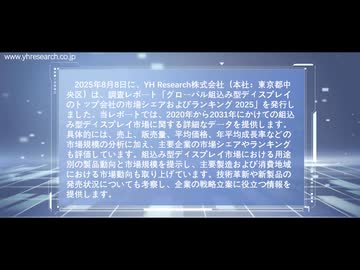 www.yhresearch.co.jp
2025年8月8日に、YH Research株式会社（本社：東京都中
央区）は、調査レポート「グローバル組込み型ディスプレイ
のトップ会社の市場シェアおよびランキング 2025」を発行し
ました。当レポートでは、2020年から2031年にかけての組込
み型ディスプレイ市場に関する詳細なデータを提供します。
具体的には、売上、販売量、平均価格、年平均成長率などの
市場規模の分析に加え、主要企業の市場シェアやランキング
も評価しています。組込み型ディスプレイ市場における用途
別の製品動向と市場規模を提示し、主要製造および消費地域
における市場動向も取り上げています。技術革新や新製品の
発売状況についても考察し、企業の戦略立案に役立つ情報を
提供します。